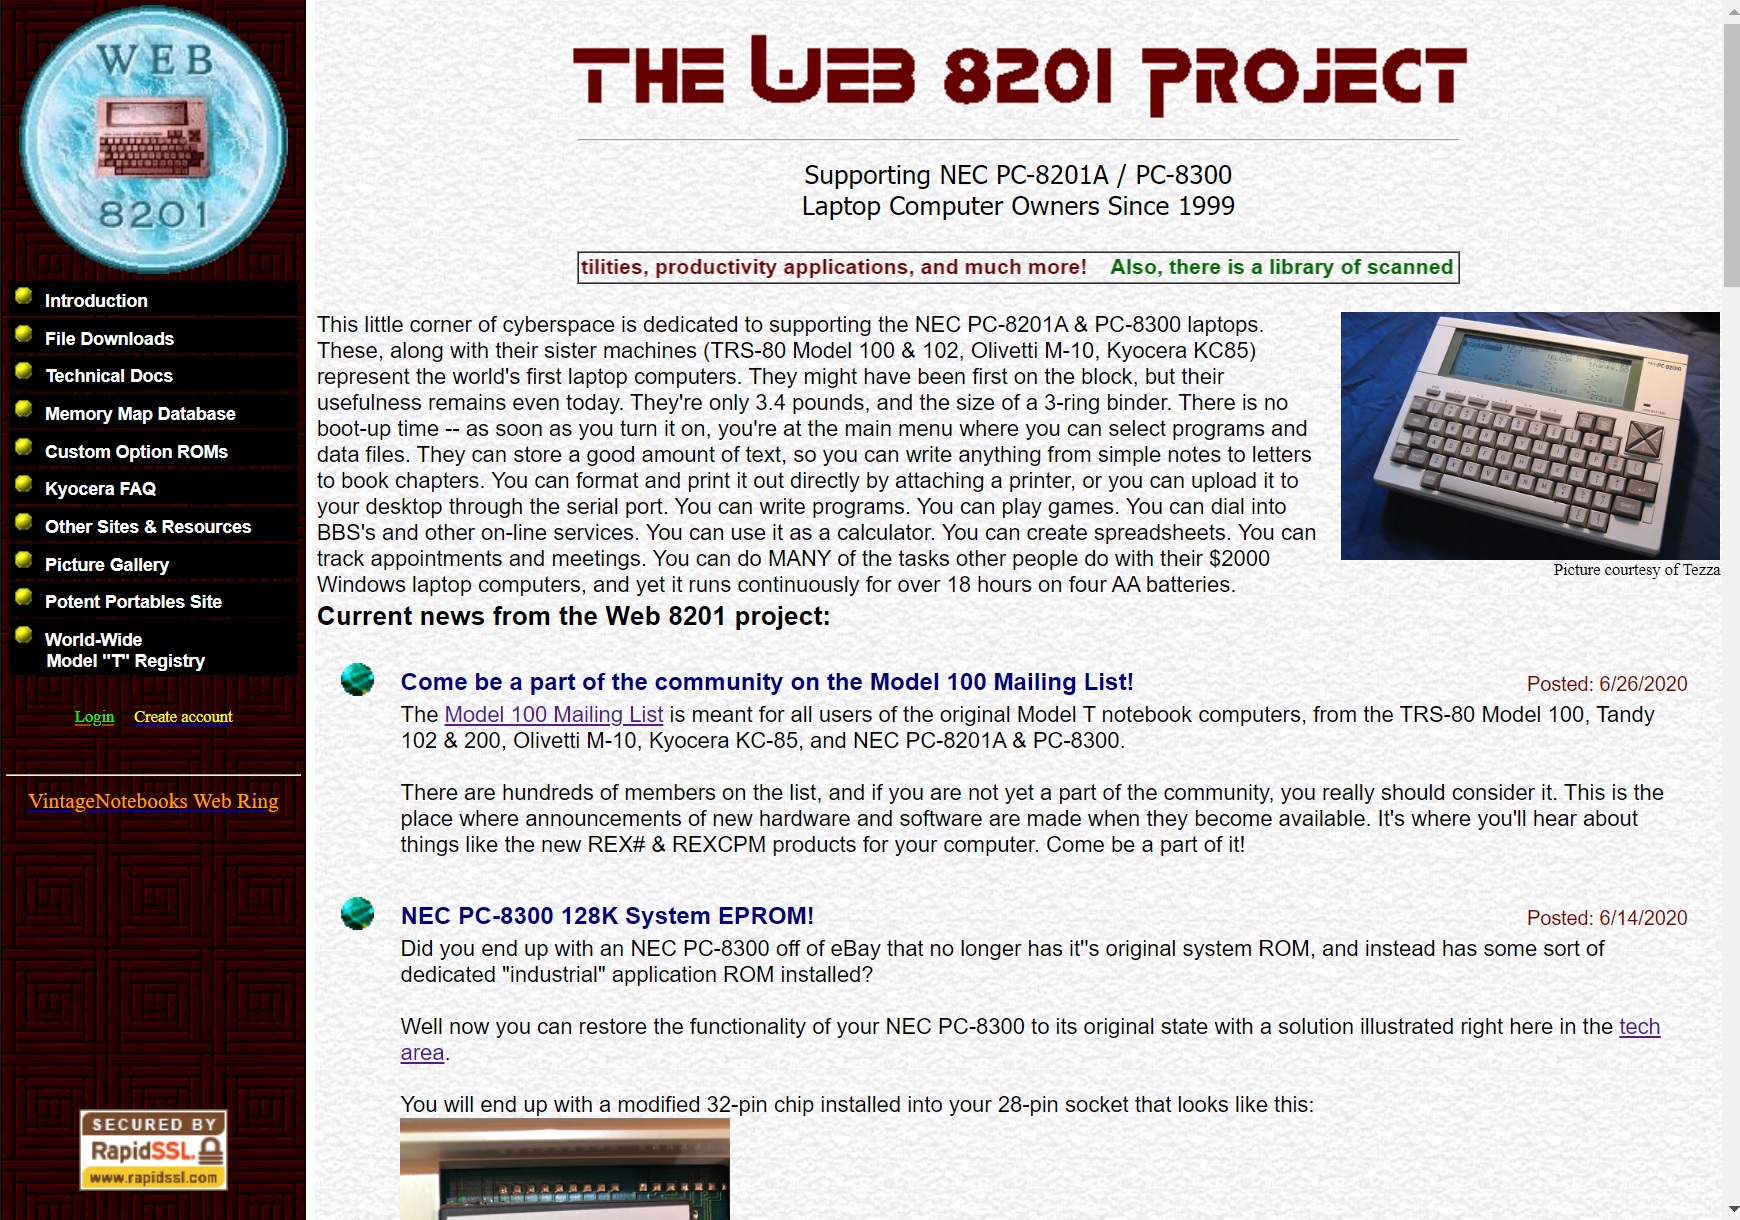 WEB
8201
Introduction
File Downloads
Technical Docs
Memory Map Database
Custom Option ROMs
Kyocera FAQ
Other Sites & Resources
Picture Gallery
Potent Portables Site
World-Wide
Model "T" Registry
Login Create account
VintageNotebooks Web Ring
SECURED BY
RapidSSL.
www.rapidssl.com
THE WEB 8201 PROJECT
Supporting NEC PC-8201A / PC-8300
Laptop Computer Owners Since 1999
tilities, productivity applications, and much more! Also, there is a library of scanned
This little corner of cyberspace is dedicated to supporting the NEC PC-8201A & PC-8300 laptops.
These, along with their sister machines (TRS-80 Model 100 & 102, Olivetti M-10, Kyocera KC85)
represent the world's first laptop computers. They might have been first on the block, but their
usefulness remains even today. They're only 3.4 pounds, and the size of a 3-ring binder. There is no
boot-up time -- as soon as you turn it on, you're at the main menu where you can select programs and
data files. They can store a good amount of text, so you can write anything from simple notes to letters
to book chapters. You can format and print it out directly by attaching a printer, or you can upload it to
your desktop through the serial port. You can write programs. You can play games. You can dial into
BBS's and other on-line services. You can use it as a calculator. You can create spreadsheets. You can
track appointments and meetings. You can do MANY of the tasks other people do with their $2000
Windows laptop computers, and yet it runs continuously for over 18 hours on four AA batteries.
Picture courtesy of Tezza
Current news from the Web 8201 project:
Come be a part of the community on the Model 100 Mailing List!
Posted: 6/26/2020
The Model 100 Mailing List is meant for all users of the original Model T notebook computers, from the TRS-80 Model 100, Tandy
102 & 200, Olivetti M-10, Kyocera KC-85, and NEC PC-8201A & PC-8300.
There are hundreds of members on the list, and if you are not yet a part of the community, you really should consider it. This is the
place where announcements of new hardware and software are made when they become available. It's where you'll hear about
things like the new REX# & REXCPM products for your computer. Come be a part of it!
NEC PC-8300 128K System EPROM!
Posted: 6/14/2020
Did you end up with an NEC PC-8300 off of eBay that no longer has it"s original system ROM, and instead has some sort of
dedicated "industrial" application ROM installed?
Well now you can restore the functionality of your NEC PC-8300 to its original state with a solution illustrated right here in the tech
area.
You will end up with a modified 32-pin chip installed into your 28-pin socket that looks like this: